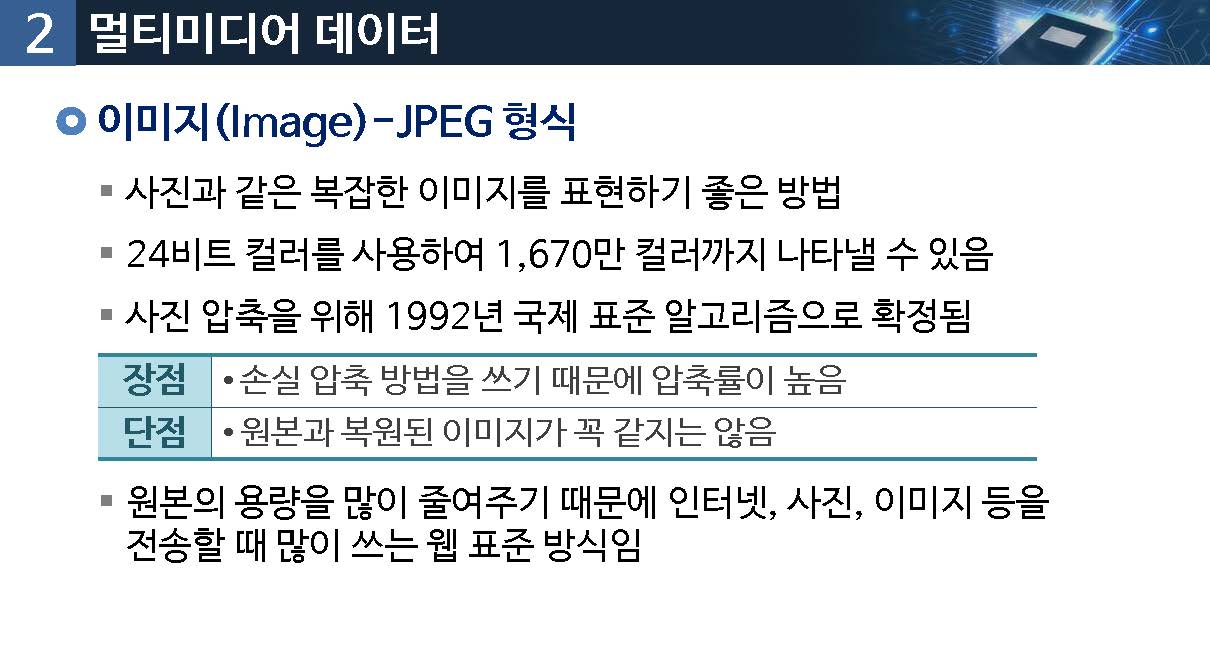 2 멀티미디어 데이터
이미지(Image)-JPEG 형식
▪ 사진과 같은 복잡한 이미지를 표현하기 좋은 방법
▪ 24비트 컬러를 사용하여 1,670만 컬러까지 나타낼 수 있음
▪ 사진 압축을 위해 1992년 국제 표준 알고리즘으로 확정됨
장점 •손실 압축 방법을 쓰기 때문에 압축률이 높음
단점 •원본과 복원된 이미지가 꼭 같지는 않음
▪ 원본의 용량을 많이 줄여주기 때문에 인터넷, 사진, 이미지 등을
전송할 때 많이 쓰는 웹 표준 방식임